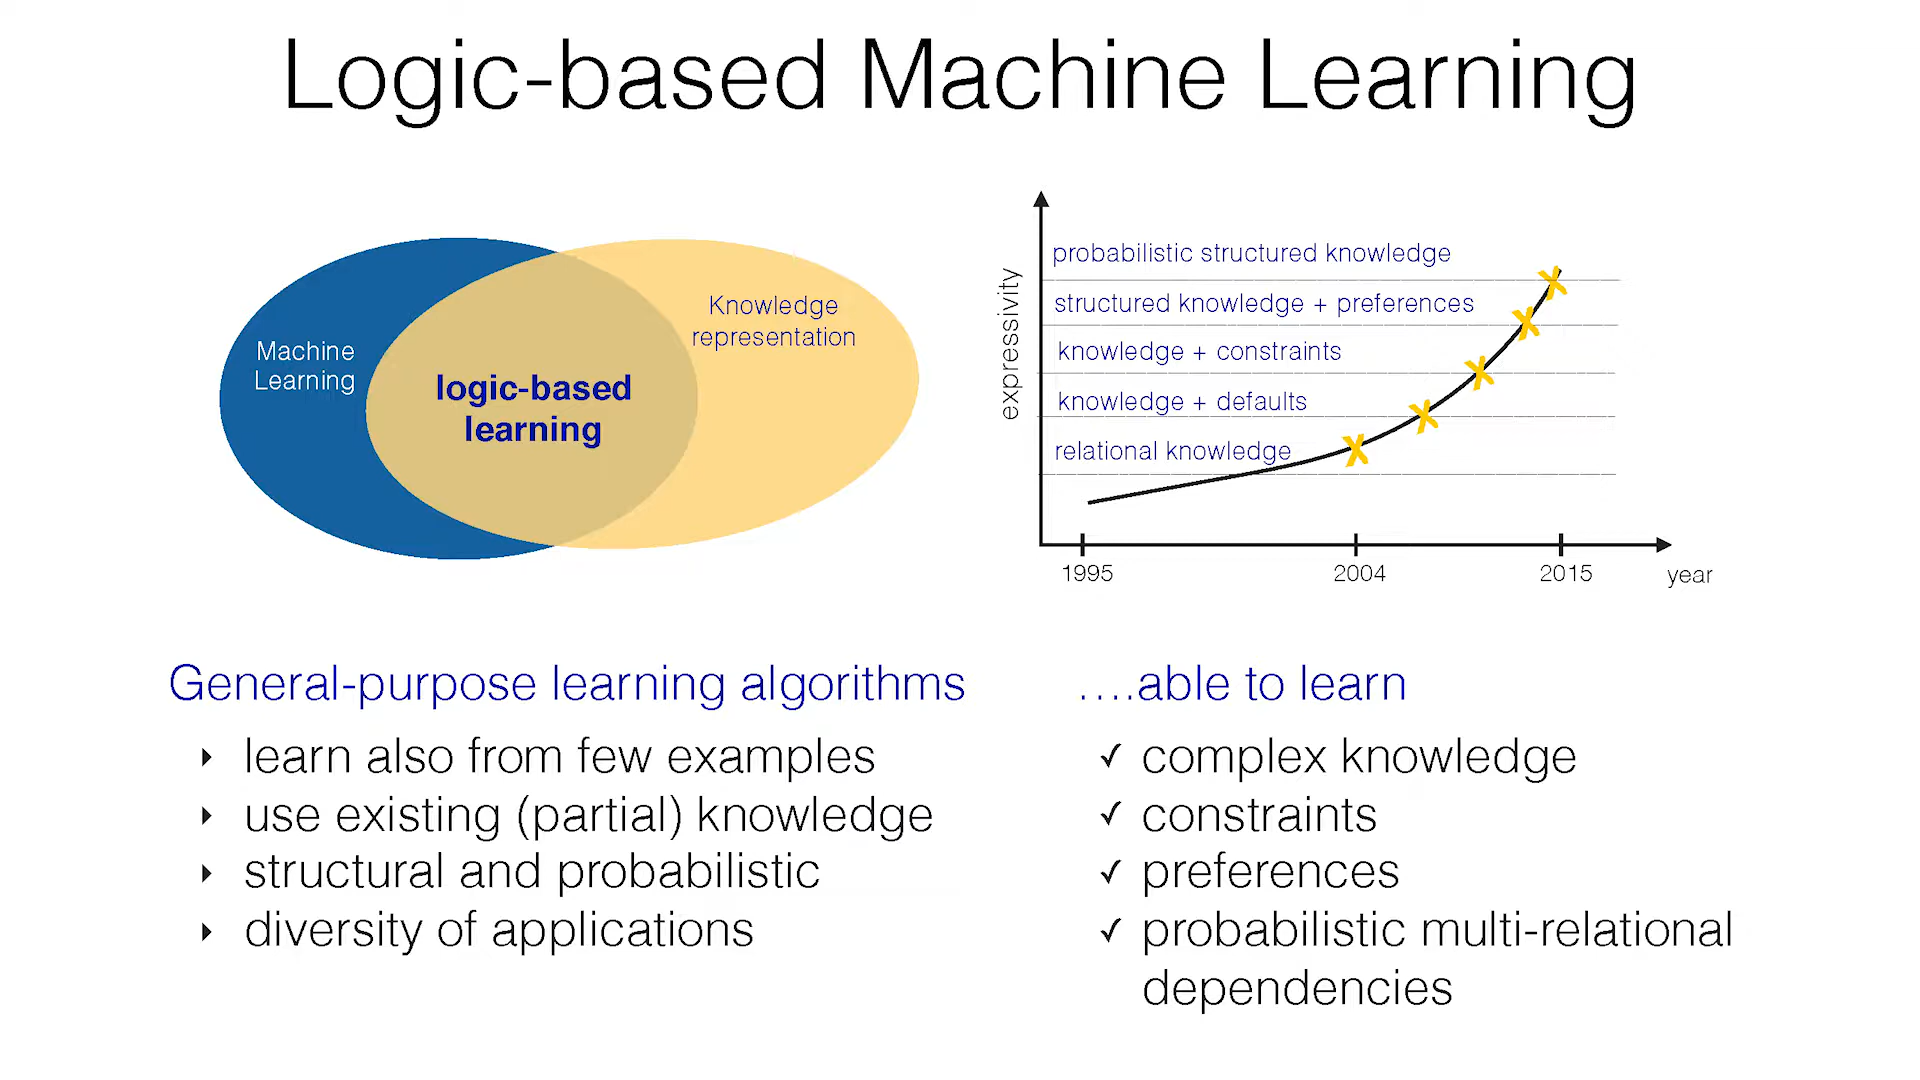 Logic-based Machine Learning
Machine
Learning
logic-based
learning
Knowledge
representation
expressivity
probabilistic structured knowledge
structured knowledge + preferences
knowledge + constraints
knowledge + defaults
relational knowledge
1995
2004
2015
year
General-purpose learning algorithms
‣ learn also from few examples
‣ use existing (partial) knowledge
‣ structural and probabilistic
‣ diversity of applications
....able to learn
✓ complex knowledge
✓ constraints
✓ preferences
✓ probabilistic multi-relational
dependencies